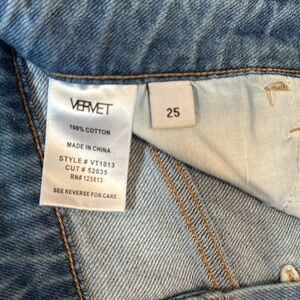 VERVET
100% COTTON
MADE IN CHINA
STYLE # VT1013
CUT # 52035
RN# 125813
SEE REVERSE FOR CARE
25